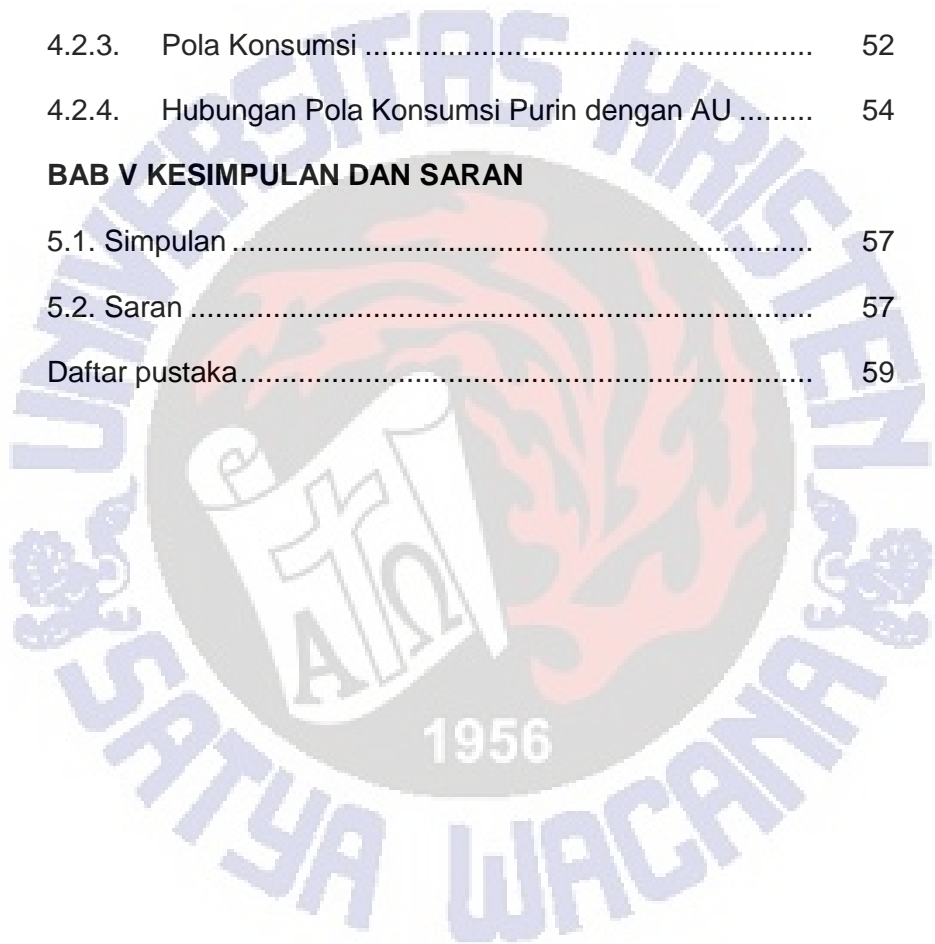 4.2.3. Pola Konsumsi .................................................... 52
4.2.4. Hubungan Pola Konsumsi Purin dengan AU ......... 54
BAB V KESIMPULAN DAN SARAN
5.1. Simpulan ................................................................... 57
5.2. Saran ........................................................................ 57
Daftar pustaka.................................................................. 59
UNIVERSITAS KRISTEN
Α Ω
1956
SATYA WACANA